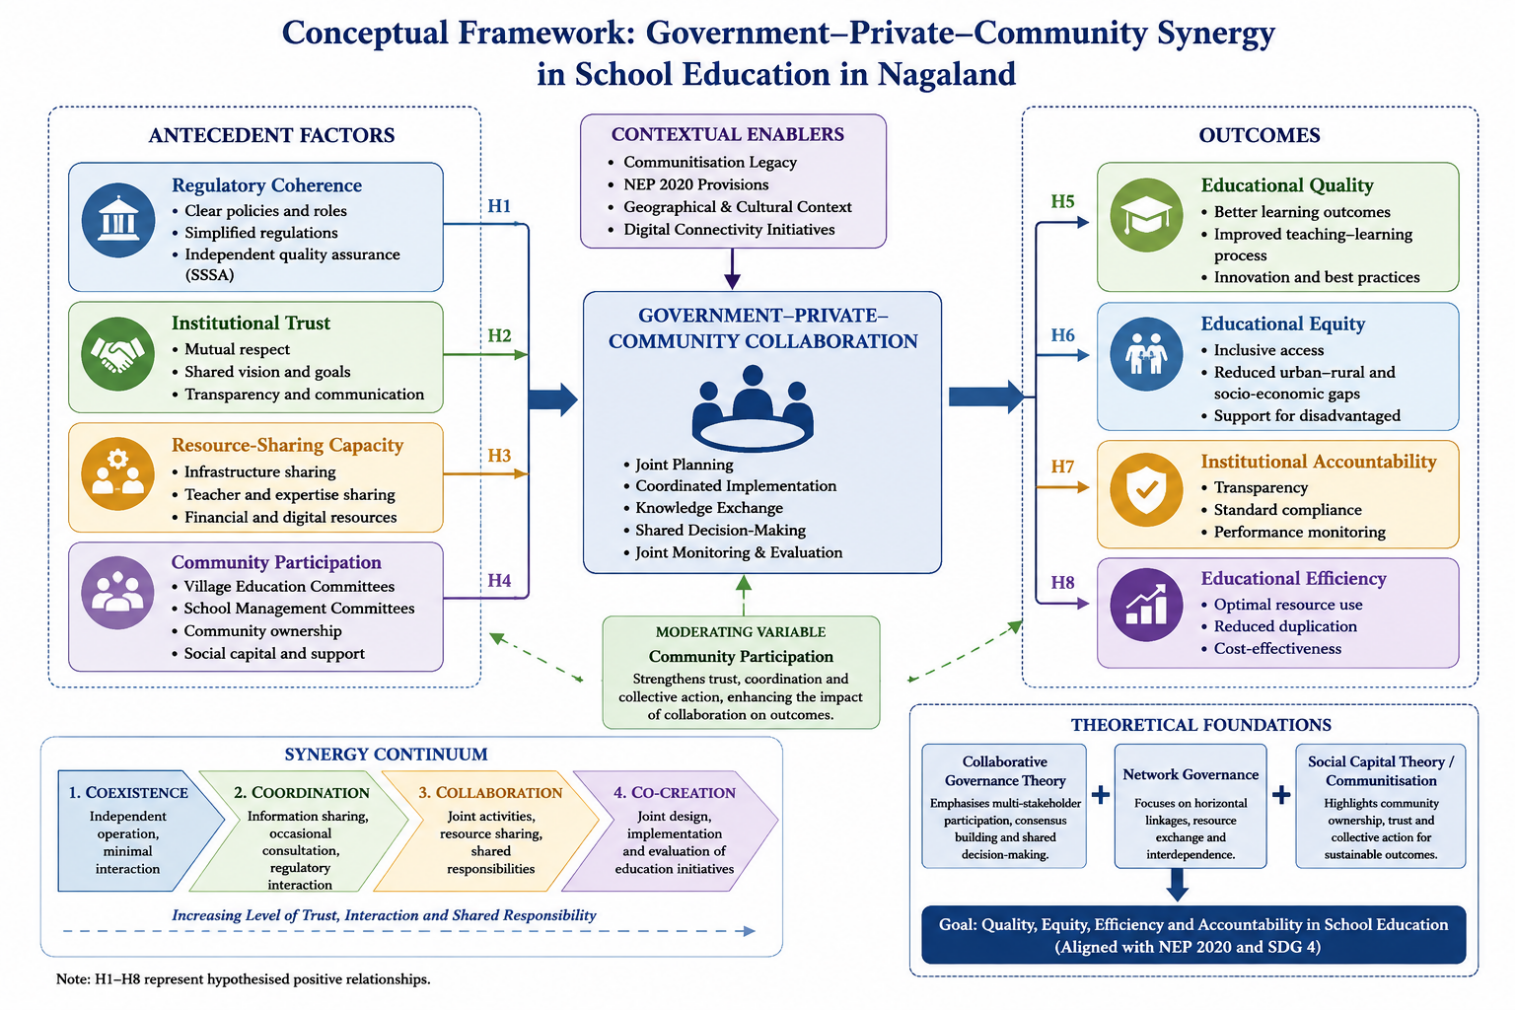 Conceptual Framework: Government–Private–Community Synergy
in School Education in Nagaland
ANTECEDENT FACTORS
Regulatory Coherence
• Clear policies and roles
• Simplified regulations
• Independent quality assurance
(SSSA)
Institutional Trust
• Mutual respect
• Shared vision and goals
• Transparency and communication
Resource-Sharing Capacity
• Infrastructure sharing
• Teacher and expertise sharing
• Financial and digital resources
Community Participation
• Village Education Committees
• School Management Committees
• Community ownership
• Social capital and support
H1
H2
H3
H4
CONTEXTUAL ENABLERS
• Communitisation Legacy
• NEP 2020 Provisions
• Geographical & Cultural Context
• Digital Connectivity Initiatives
GOVERNMENT–PRIVATE–
COMMUNITY COLLABORATION
• Joint Planning
• Coordinated Implementation
• Knowledge Exchange
• Shared Decision-Making
• Joint Monitoring & Evaluation
MODERATING VARIABLE
Community Participation
Strengthens trust, coordination and
collective action, enhancing the impact
of collaboration on outcomes.
H5
H6
H7
H8
OUTCOMES
Educational Quality
• Better learning outcomes
• Improved teaching–learning
process
• Innovation and best practices
Educational Equity
• Inclusive access
• Reduced urban–rural and
socio-economic gaps
• Support for disadvantaged
Institutional Accountability
• Transparency
• Standard compliance
• Performance monitoring
Educational Efficiency
• Optimal resource use
• Reduced duplication
• Cost-effectiveness
SYNERGY CONTINUUM
1. COEXISTENCE
Independent
operation,
minimal
interaction
2. COORDINATION
Information sharing,
occasional
consultation,
regulatory
interaction
3. COLLABORATION
Joint activities,
resource sharing,
shared
responsibilities
4. CO-CREATION
Joint design,
implementation
and evaluation of
education initiatives
Increasing Level of Trust, Interaction and Shared Responsibility
THEORETICAL FOUNDATIONS
Collaborative
Governance Theory
Emphasises multi-stakeholder
participation, consensus
building and shared
decision-making.
+
Network Governance
Focuses on horizontal
linkages, resource
exchange and
interdependence.
+
Social Capital Theory /
Communitisation
Highlights community
ownership, trust and
collective action for
sustainable outcomes.
Goal: Quality, Equity, Efficiency and Accountability in School Education
(Aligned with NEP 2020 and SDG 4)
Note: H1–H8 represent hypothesised positive relationships.